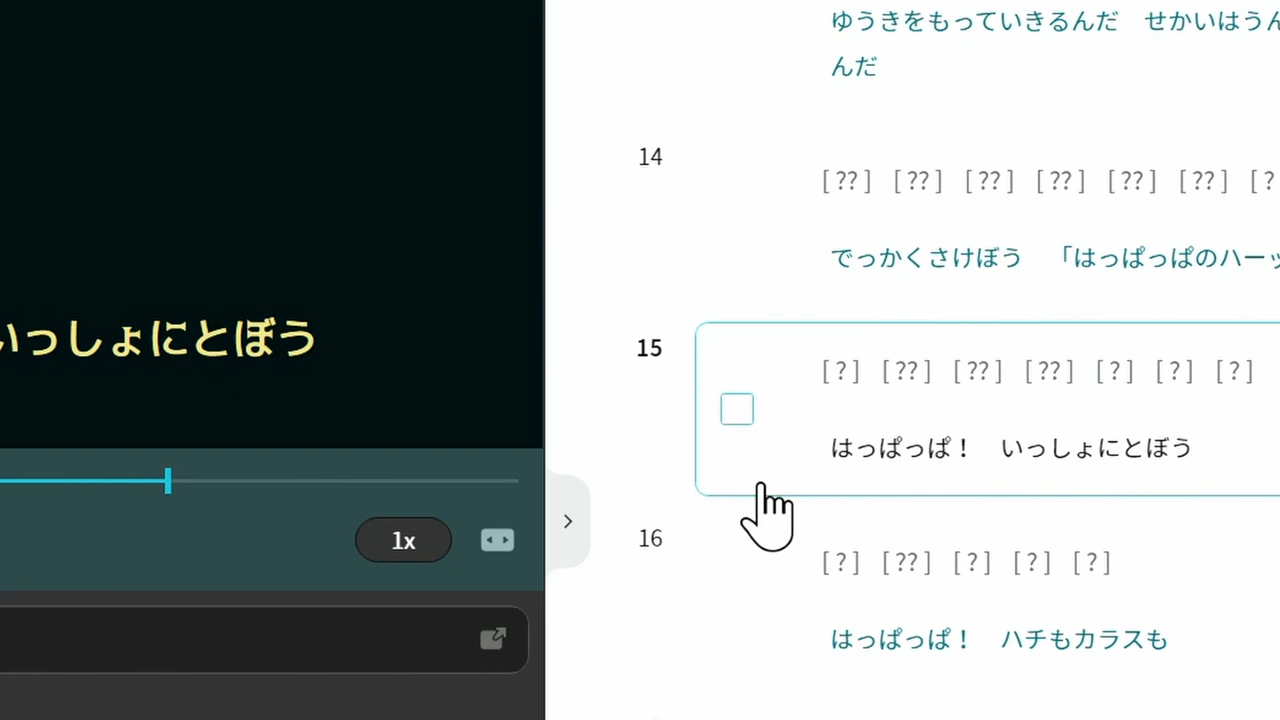 ゆうきをもっていきるんだ　せかいはうん
んだ
14
[??] [??] [??] [??] [??] [??] [?
でっかくさけぼう　「はっぱっぱのハーッ
いっしょにとぼう
15
[?] [??] [??] [??] [?] [?] [?]
はっぱっぱ！　いっしょにとぼう
1x
16
[?] [??] [?] [?] [?]
はっぱっぱ！　ハチもカラスも